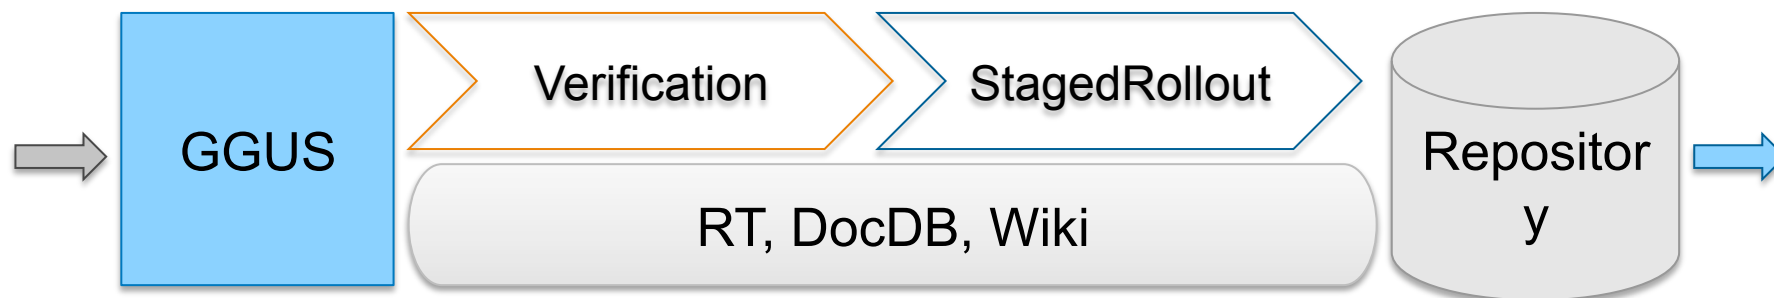 GGUS
Verification
StagedRollout
RT, DocDB, Wiki
Repositor
y